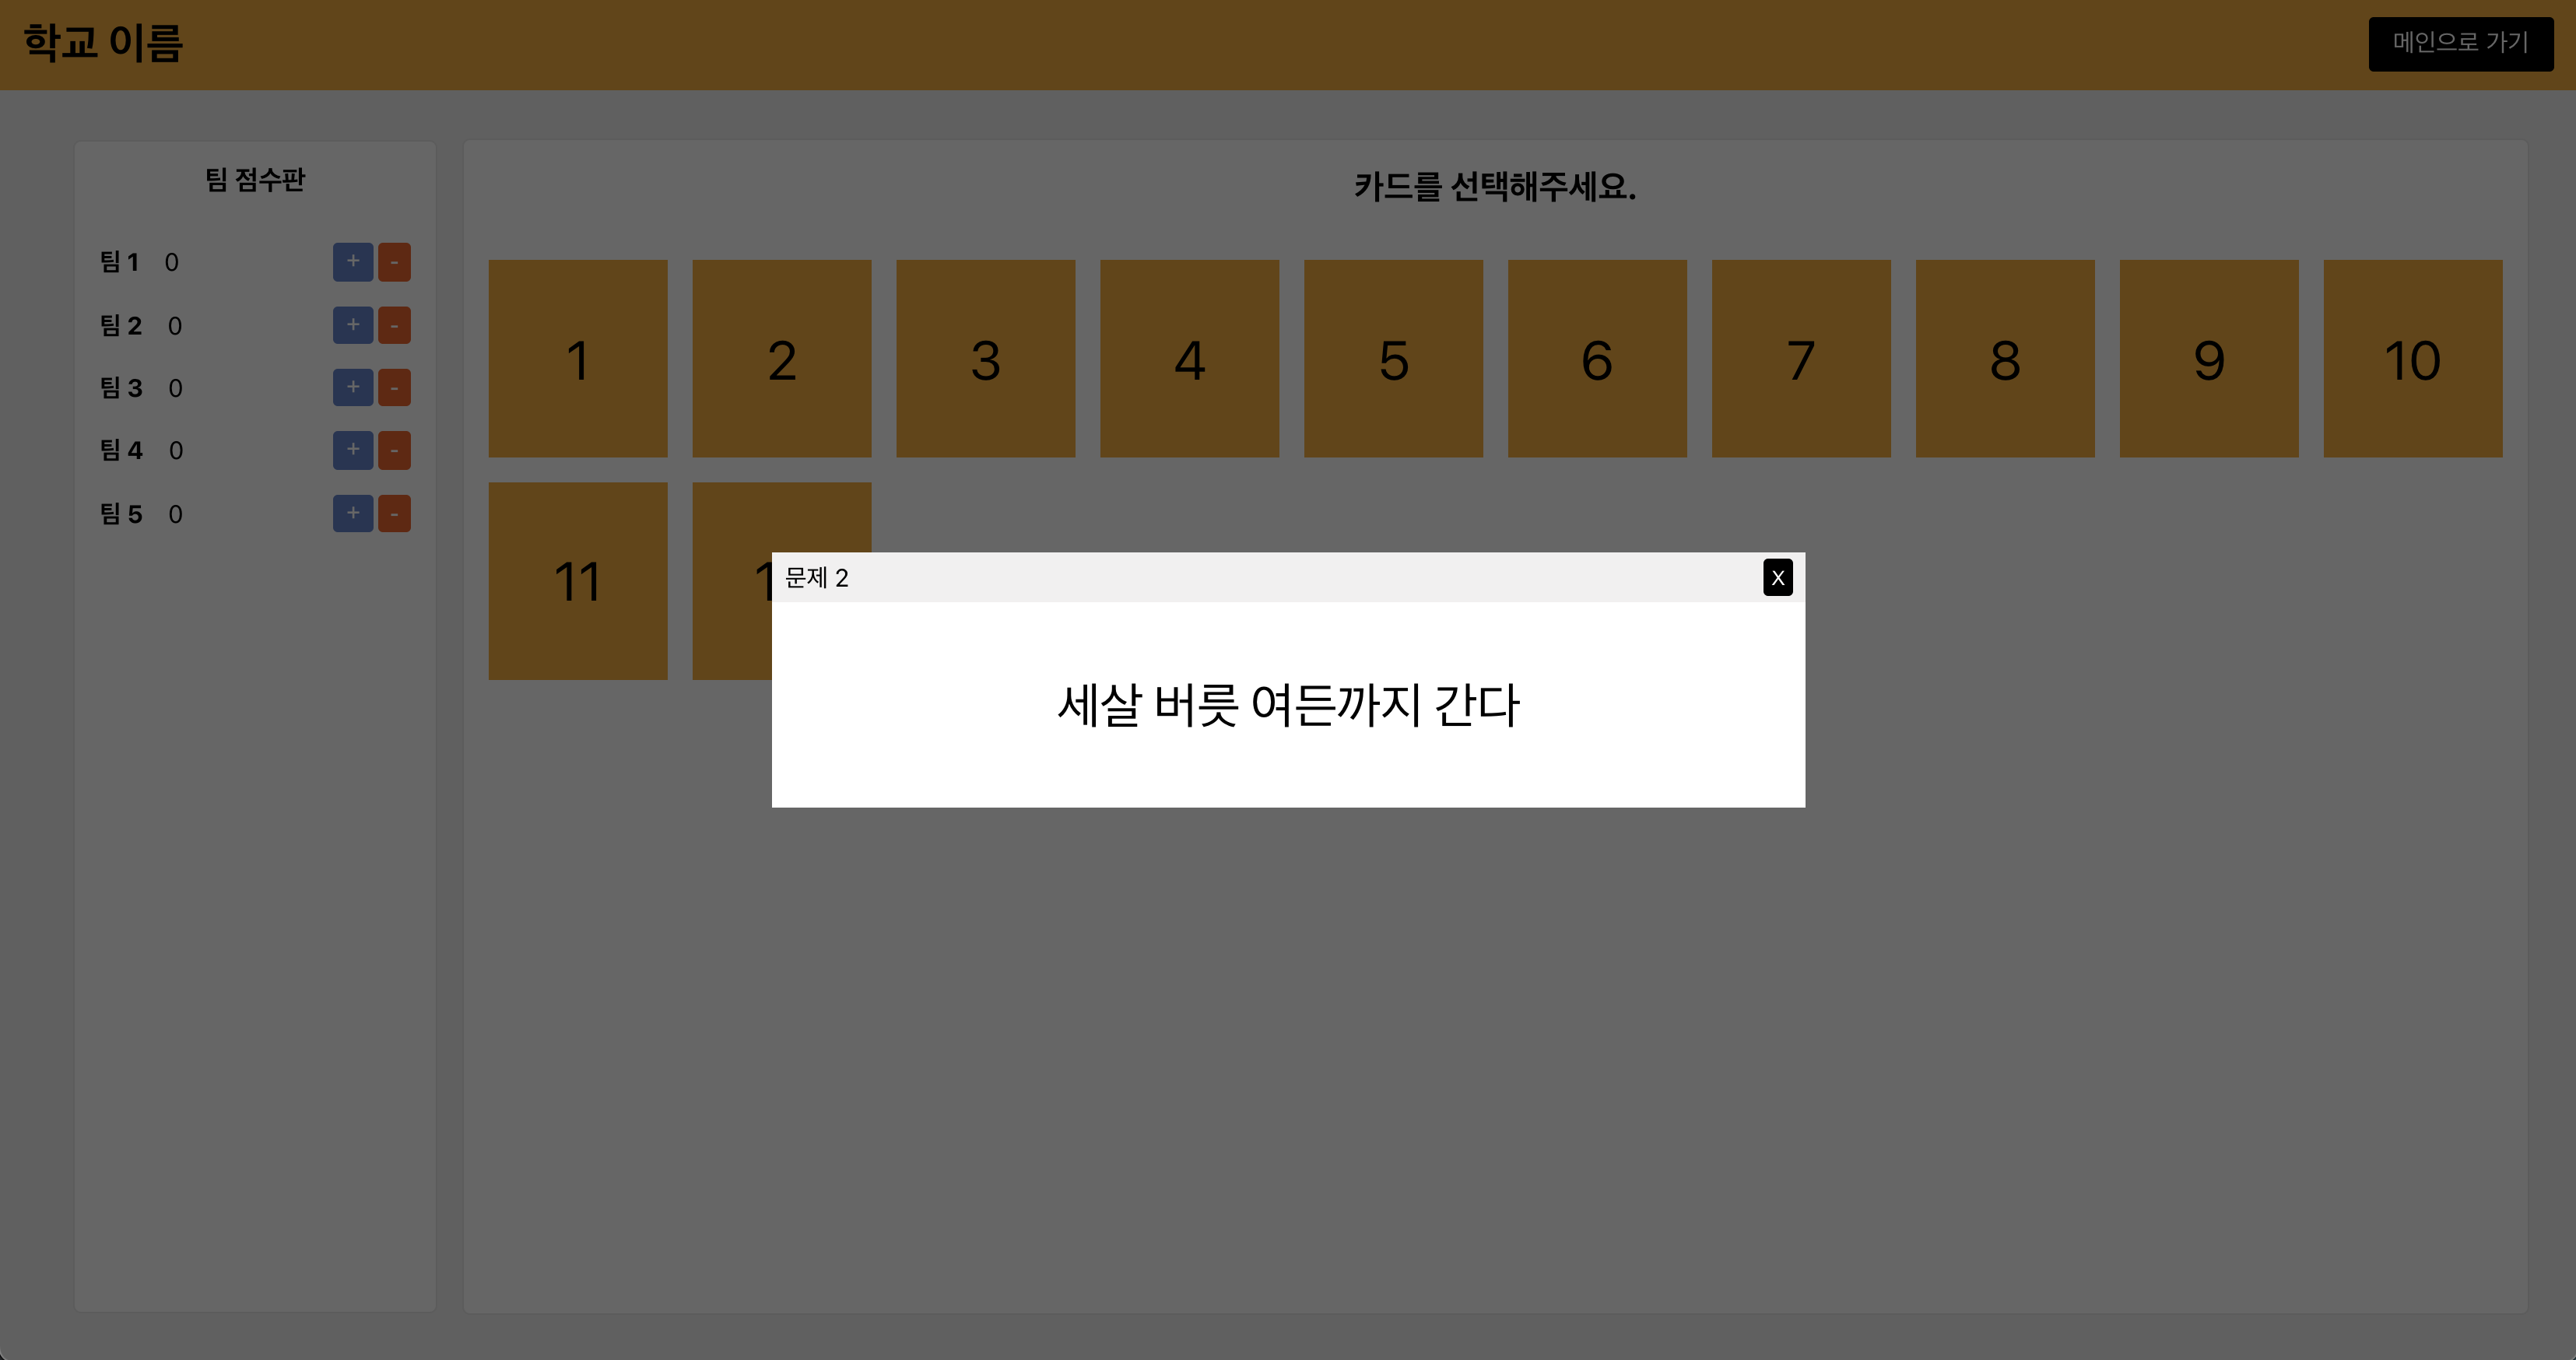 학교 이름
메인으로 가기
팀 점수판
팀 1 0 + -
팀 2 0 + -
팀 3 0 + -
팀 4 0 + -
팀 5 0 + -
카드를 선택해주세요.
1 2 3 4 5 6 7 8 9 10
11
문제 2 X
세살 버릇 여든까지 간다